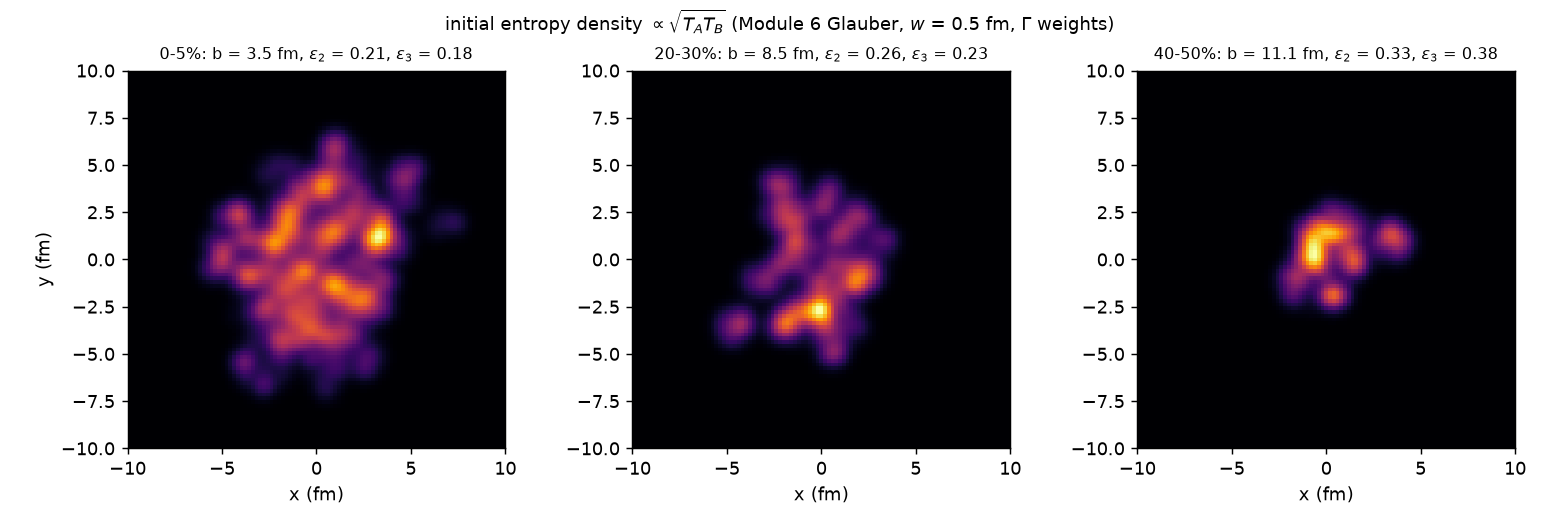 initial entropy density ∝ √T_A T_B (Module 6 Glauber, w = 0.5 fm, Γ weights)
0-5%: b = 3.5 fm, ε₂ = 0.21, ε₃ = 0.18
20-30%: b = 8.5 fm, ε₂ = 0.26, ε₃ = 0.23
40-50%: b = 11.1 fm, ε₂ = 0.33, ε₃ = 0.38
y (fm)
10.0
7.5
5.0
2.5
0.0
−2.5
−5.0
−7.5
−10.0
−10 −5 0 5 10
x (fm)
10.0
7.5
5.0
2.5
0.0
−2.5
−5.0
−7.5
−10.0
−10 −5 0 5 10
x (fm)
10.0
7.5
5.0
2.5
0.0
−2.5
−5.0
−7.5
−10.0
−10 −5 0 5 10
x (fm)